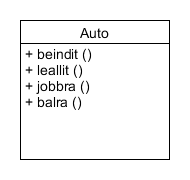 Auto
+ beindit ()
+ leallit ()
+ jobbra ()
+ balra ()